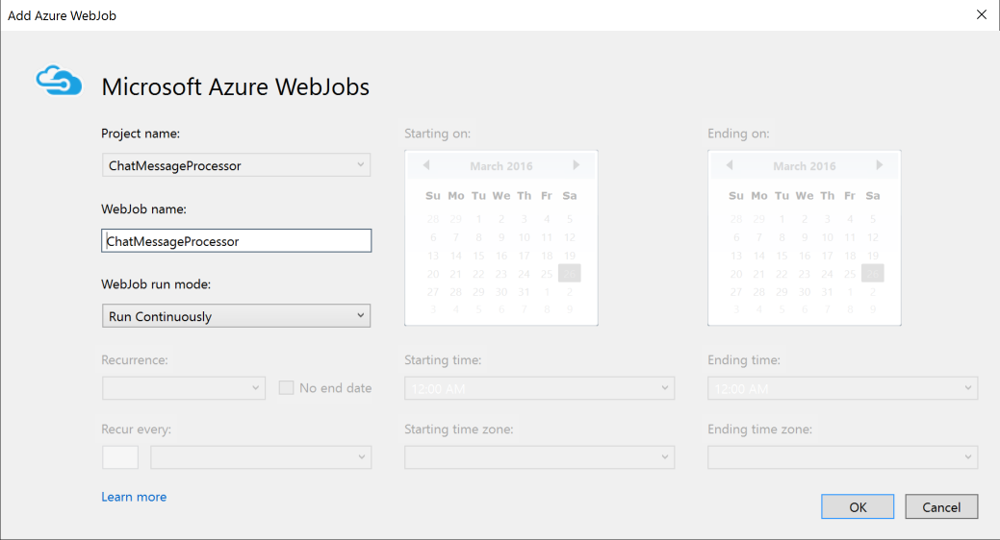 Add Azure WebJob
Microsoft Azure WebJobs
Project name:
ChatMessageProcessor
WebJob name:
ChatMessageProcessor
WebJob run mode:
Run Continuously
Recurrence:
No end date
Recur every:
Learn more
Starting on:
March 2016
Su Mo Tu We Th Fr Sa
28 29 1 2 3 4 5
6 7 8 9 10 11 12
13 14 15 16 17 18 19
20 21 22 23 24 25 26
27 28 29 30 31 1 2
3 4 5 6 7 8 9
Starting time:
12:00 AM
Starting time zone:
Ending on:
March 2016
Su Mo Tu We Th Fr Sa
28 29 1 2 3 4 5
6 7 8 9 10 11 12
13 14 15 16 17 18 19
20 21 22 23 24 25 26
27 28 29 30 31 1 2
3 4 5 6 7 8 9
Ending time:
12:00 AM
Ending time zone:
OK
Cancel